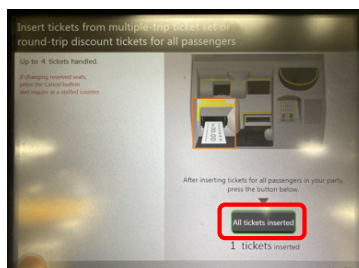 Insert tickets from multiple-trip ticket set or
round-trip discount tickets for all passengers
Up to 4 tickets handled.
If changing reserved seats,
press the Cancel button
and inquire at a staffed counter.
After inserting tickets for all passengers in your party,
press the button below.
All tickets inserted
1 tickets inserted